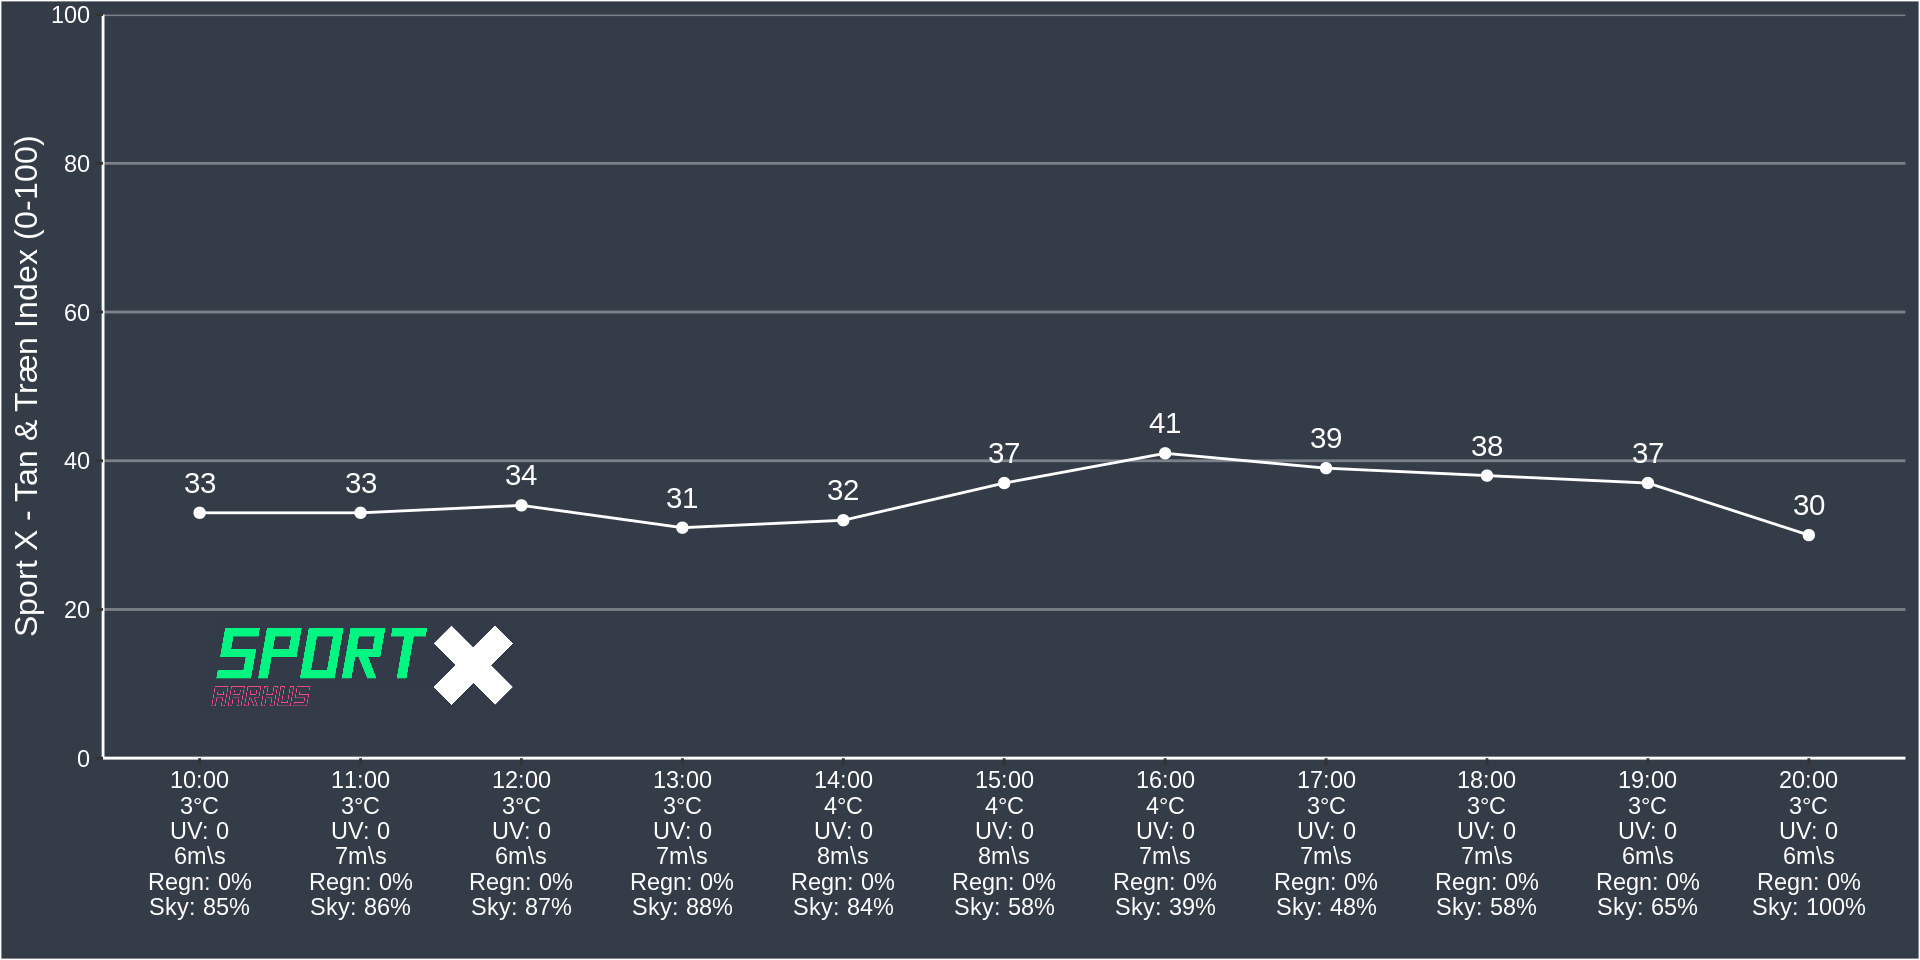 Sport X - Tan & Træn Index (0-100)
100
80
60
40
20
0
33
33
34
31
32
37
41
39
38
37
30
SPORT X
AARHUS
10:00 11:00 12:00 13:00 14:00 15:00 16:00 17:00 18:00 19:00 20:00
3°C 3°C 3°C 3°C 4°C 4°C 4°C 3°C 3°C 3°C 3°C
UV: 0 UV: 0 UV: 0 UV: 0 UV: 0 UV: 0 UV: 0 UV: 0 UV: 0 UV: 0 UV: 0
6m\s 7m\s 6m\s 7m\s 8m\s 8m\s 7m\s 7m\s 7m\s 6m\s 6m\s
Regn: 0% Regn: 0% Regn: 0% Regn: 0% Regn: 0% Regn: 0% Regn: 0% Regn: 0% Regn: 0% Regn: 0% Regn: 0%
Sky: 85% Sky: 86% Sky: 87% Sky: 88% Sky: 84% Sky: 58% Sky: 39% Sky: 48% Sky: 58% Sky: 65% Sky: 100%